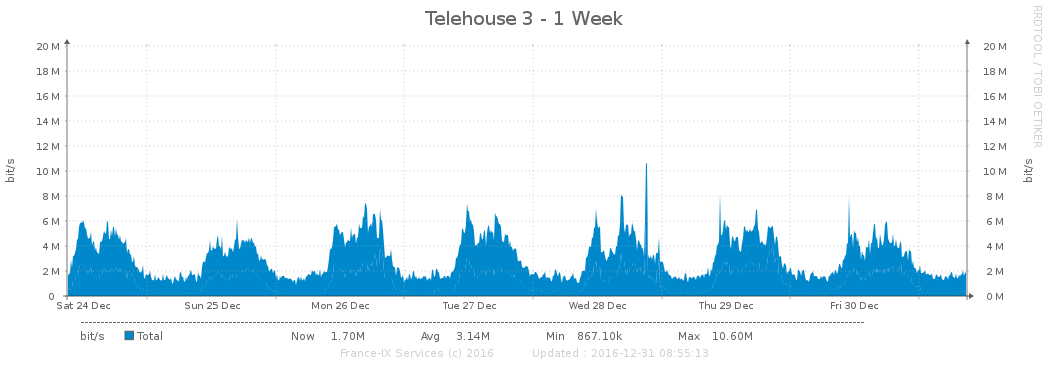 Telehouse 3 - 1 Week
RRDTOOL / TOBI OETIKER
bit/s
20 M 20 M
18 M 18 M
16 M 16 M
14 M 14 M
12 M 12 M
10 M 10 M
8 M 8 M
6 M 6 M
4 M 4 M
2 M 2 M
0 0 M
bit/s
Sat 24 Dec Sun 25 Dec Mon 26 Dec Tue 27 Dec Wed 28 Dec Thu 29 Dec Fri 30 Dec
bit/s Total Now 1.70M Avg 3.14M Min 867.10k Max 10.60M
France-IX Services (c) 2016 Updated : 2016-12-31 08:55:13